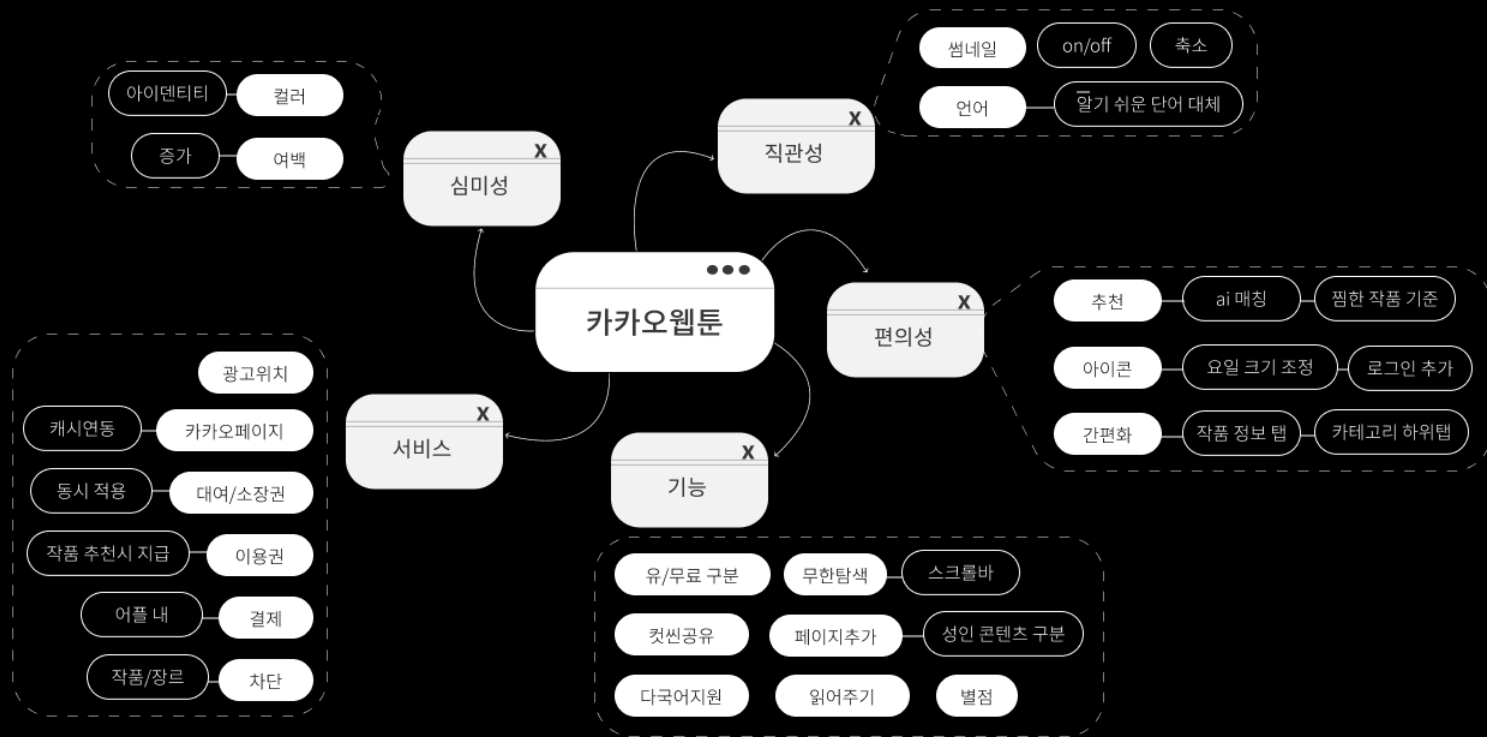 카카오웹툰
심미성
X
아이덴티티
컬러
증가
여백
직관성
X
썸네일
on/off
축소
언어
알기 쉬운 단어 대체
편의성
X
추천
ai 매칭
찜한 작품 기준
아이콘
요일 크기 조정
로그인 추가
간편화
작품 정보 탭
카테고리 하위탭
서비스
X
광고위치
캐시연동
카카오페이지
동시 적용
대여/소장권
작품 추천시 지급
이용권
어플 내
결제
작품/장르
차단
기능
X
유/무료 구분
무한탐색
스크롤바
컷씬공유
페이지추가
성인 콘텐츠 구분
다국어지원
읽어주기
별점